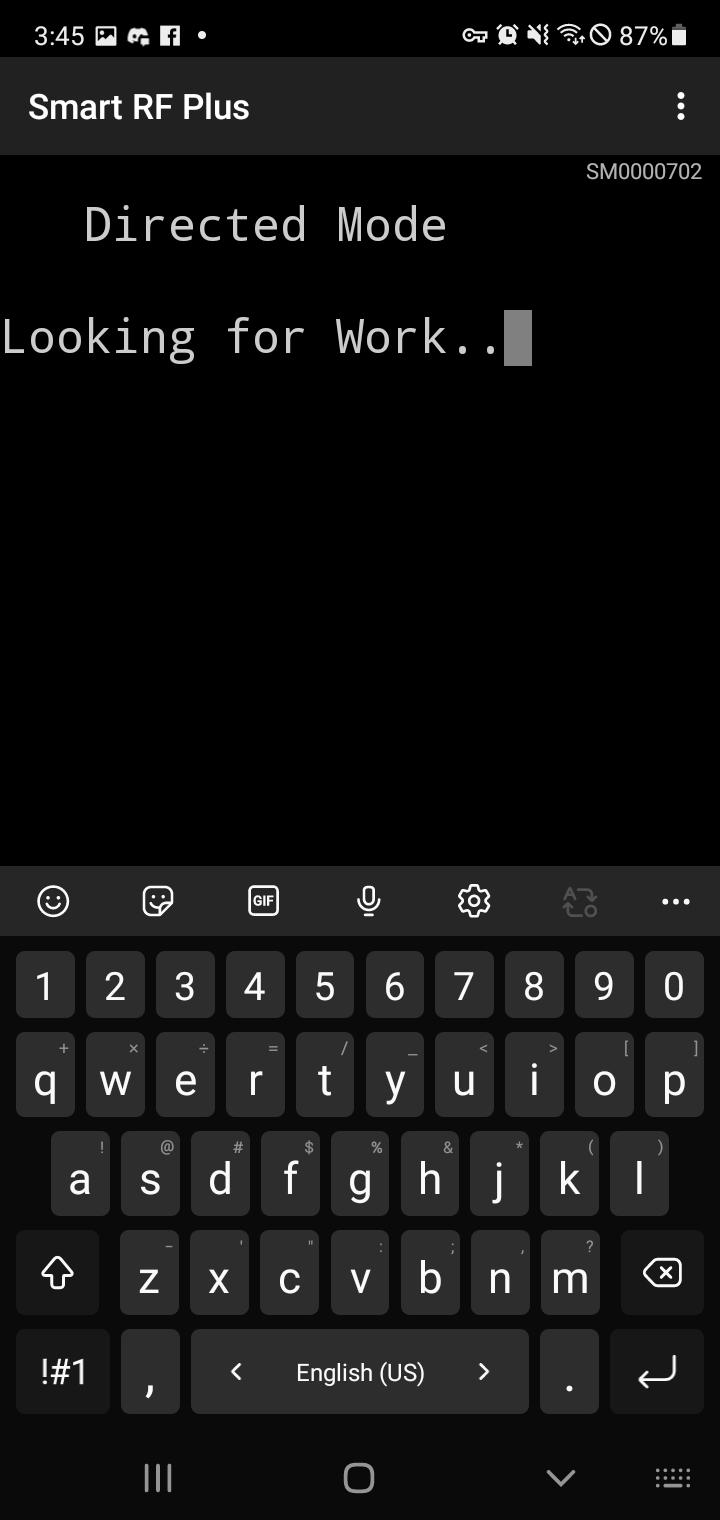 3:45 87%
Smart RF Plus
SM0000702
Directed Mode
Looking for Work..
GIF A
1 2 3 4 5 6 7 8 9 0
+ × ÷ = / _ < > [ ]
q w e r t y u i o p
! @ # $ % & * ( )
a s d f g h j k l
- ' " : ; , ?
z x c v b n m
!#1 , < English (US) > .